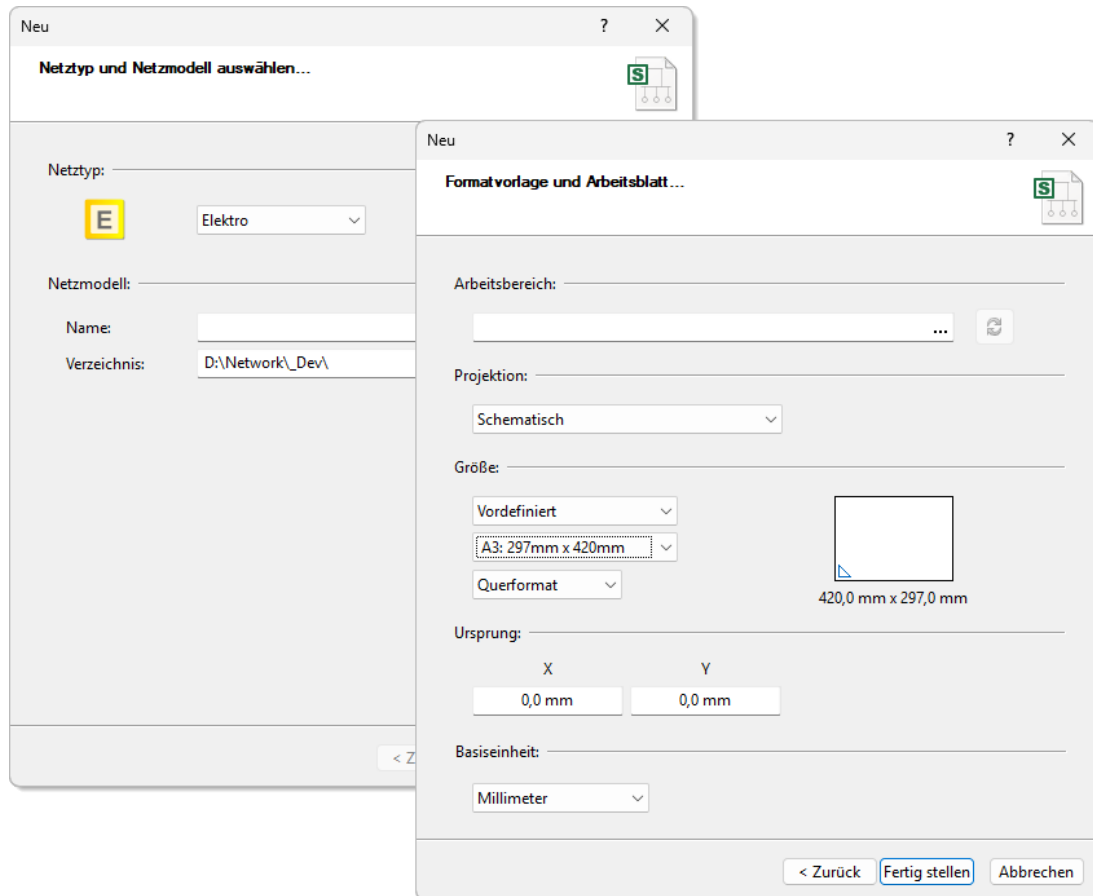 Neu
?
Netztyp und Netzmodell auswählen...
S
Netztyp:
E
Elektro
Netzmodell:
Name:
Verzeichnis:
D:\Network\_Dev\
< Z
Neu
?
Formatvorlage und Arbeitsblatt...
S
Arbeitsbereich:
...
Projektion:
Schematisch
Größe:
Vordefiniert
A3: 297mm x 420mm
Querformat
420,0 mm x 297,0 mm
Ursprung:
X Y
0,0 mm 0,0 mm
Basiseinheit:
Millimeter
< Zurück Fertig stellen Abbrechen